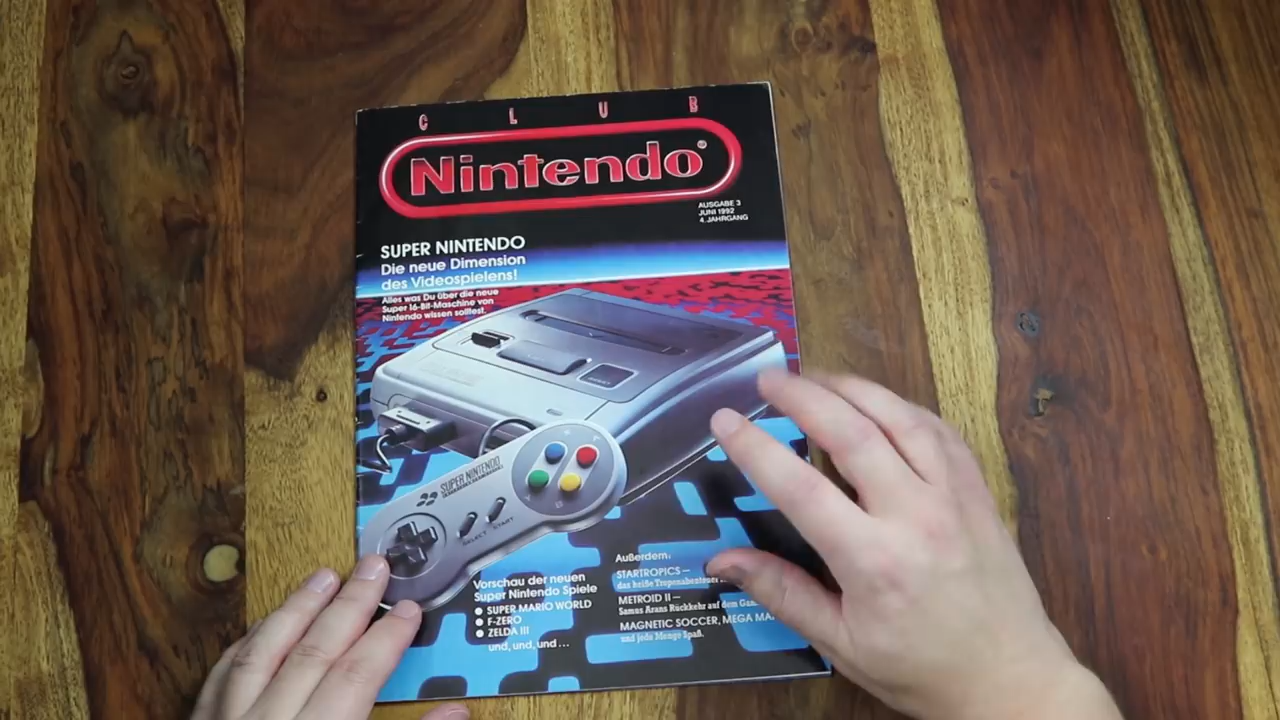 CLUB
Nintendo®
AUSGABE 3
JUNI 1992
4. JAHRGANG
SUPER NINTENDO
Die neue Dimension
des Videospielens!
Alles was Du über die neue
Super 16-Bit-Maschine von
Nintendo wissen solltest.
SUPER NINTENDO
SELECT START
Vorschau der neuen
Super Nintendo Spiele
● SUPER MARIO WORLD
● F-ZERO
● ZELDA III
und, und, und ...
Außerdem:
STARTROPICS —
das heiße Tropenabenteuer
METROID II —
Samus Arans Rückkehr auf dem
MAGNETIC SOCCER, MEGA
und jede Menge Spaß.